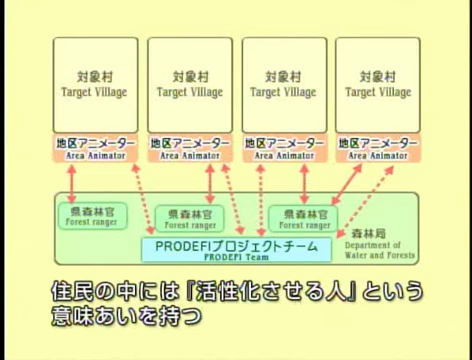 対象村 対象村 対象村 対象村
Target Village Target Village Target Village Target Village
地区アニメーター 地区アニメーター 地区アニメーター 地区アニメーター
Area Animator Area Animator Area Animator Area Animator
県森林官 県森林官 県森林官
Forest ranger Forest ranger Forest ranger
森林局
Department of
Water and Forests
PRODEFIプロジェクトチーム
PRODEFI Team
住民の中には『活性化させる人』という
意味あいを持つ